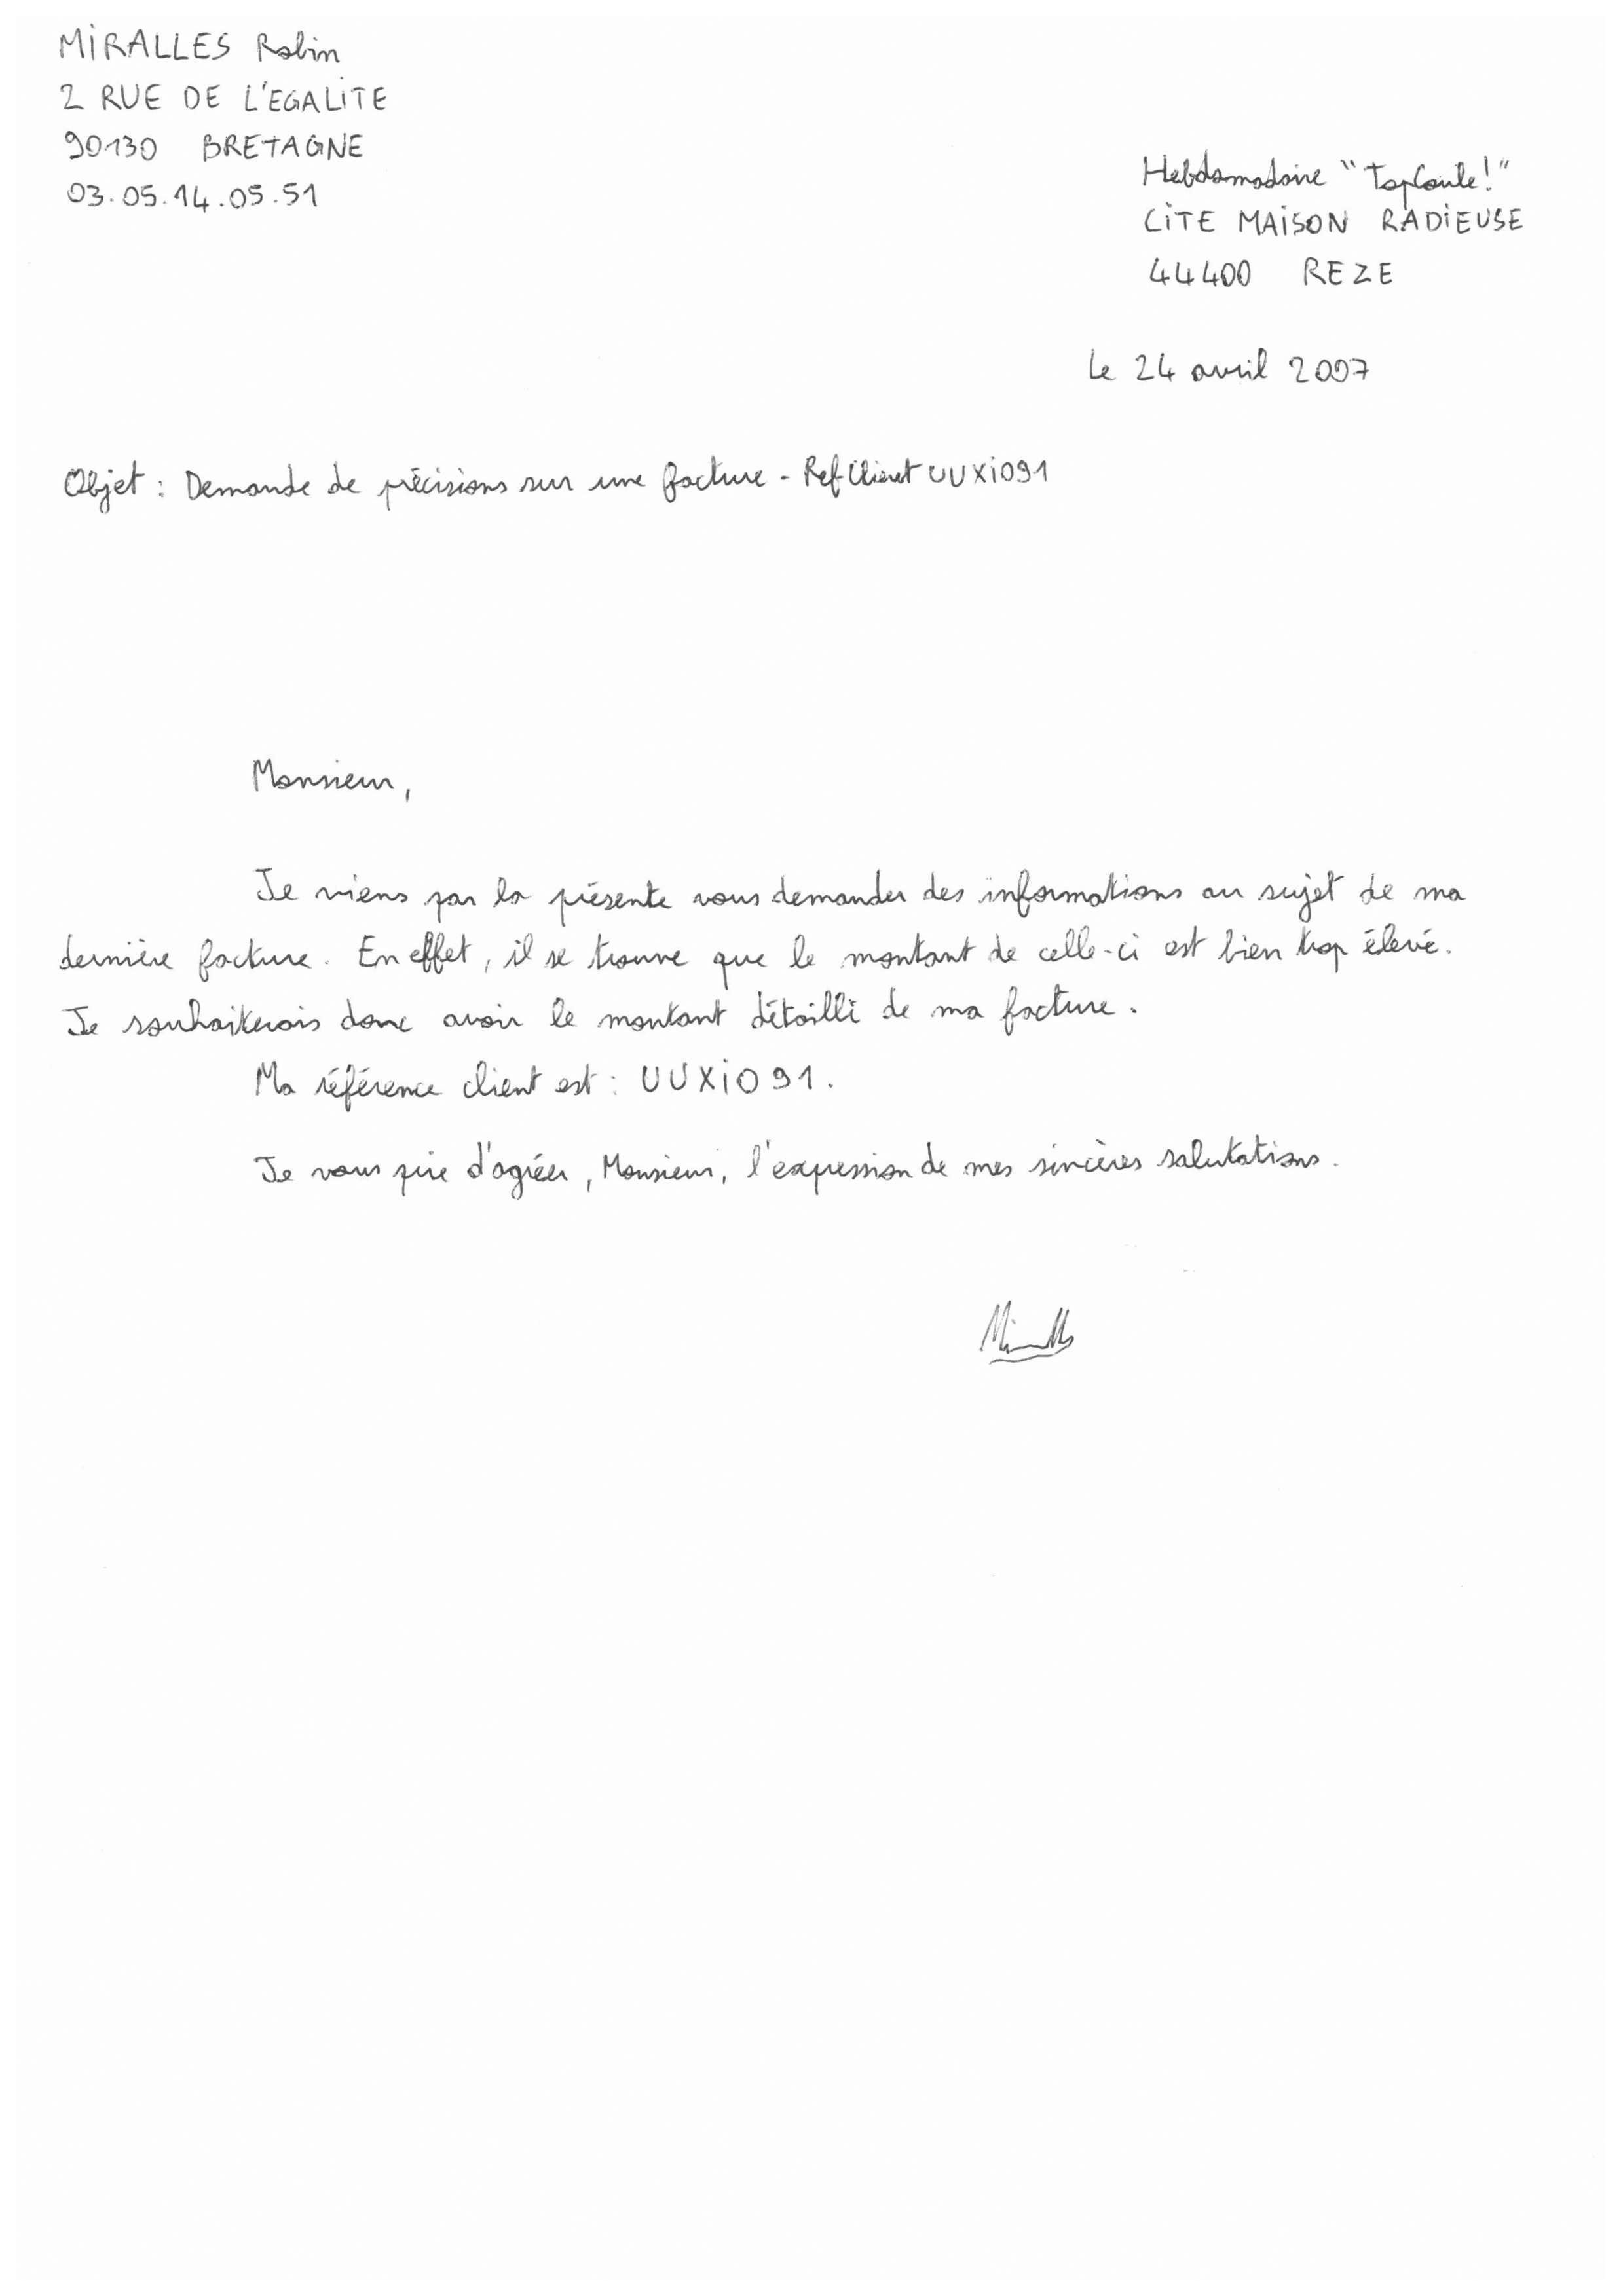 MIRALLES Robin
2 RUE DE L'EGALITE
90130 BRETAGNE
03.05.14.05.51
Hebdomadaire "TopCoule!"
CITE MAISON RADIEUSE
44400 REZE
Le 24 avril 2007
Objet : Demande de précisions sur une facture - Ref Client UUXI091
Monsieur,
Je viens par la présente vous demander des informations au sujet de ma
dernière facture. En effet, il se trouve que le montant de celle-ci est bien trop élevé.
Je souhaiterais donc avoir le montant détaillé de ma facture.
Ma référence client est : UUXI091.
Je vous prie d'agréer, Monsieur, l'expression de mes sincères salutations.